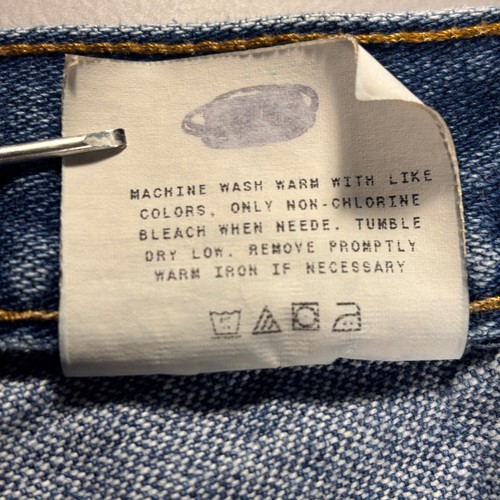 MACHINE WASH WARM WITH LIKE
COLORS, ONLY NON-CHLORINE
BLEACH WHEN NEEDE. TUMBLE
DRY LOW. REMOVE PROMPTLY
WARM IRON IF NECESSARY